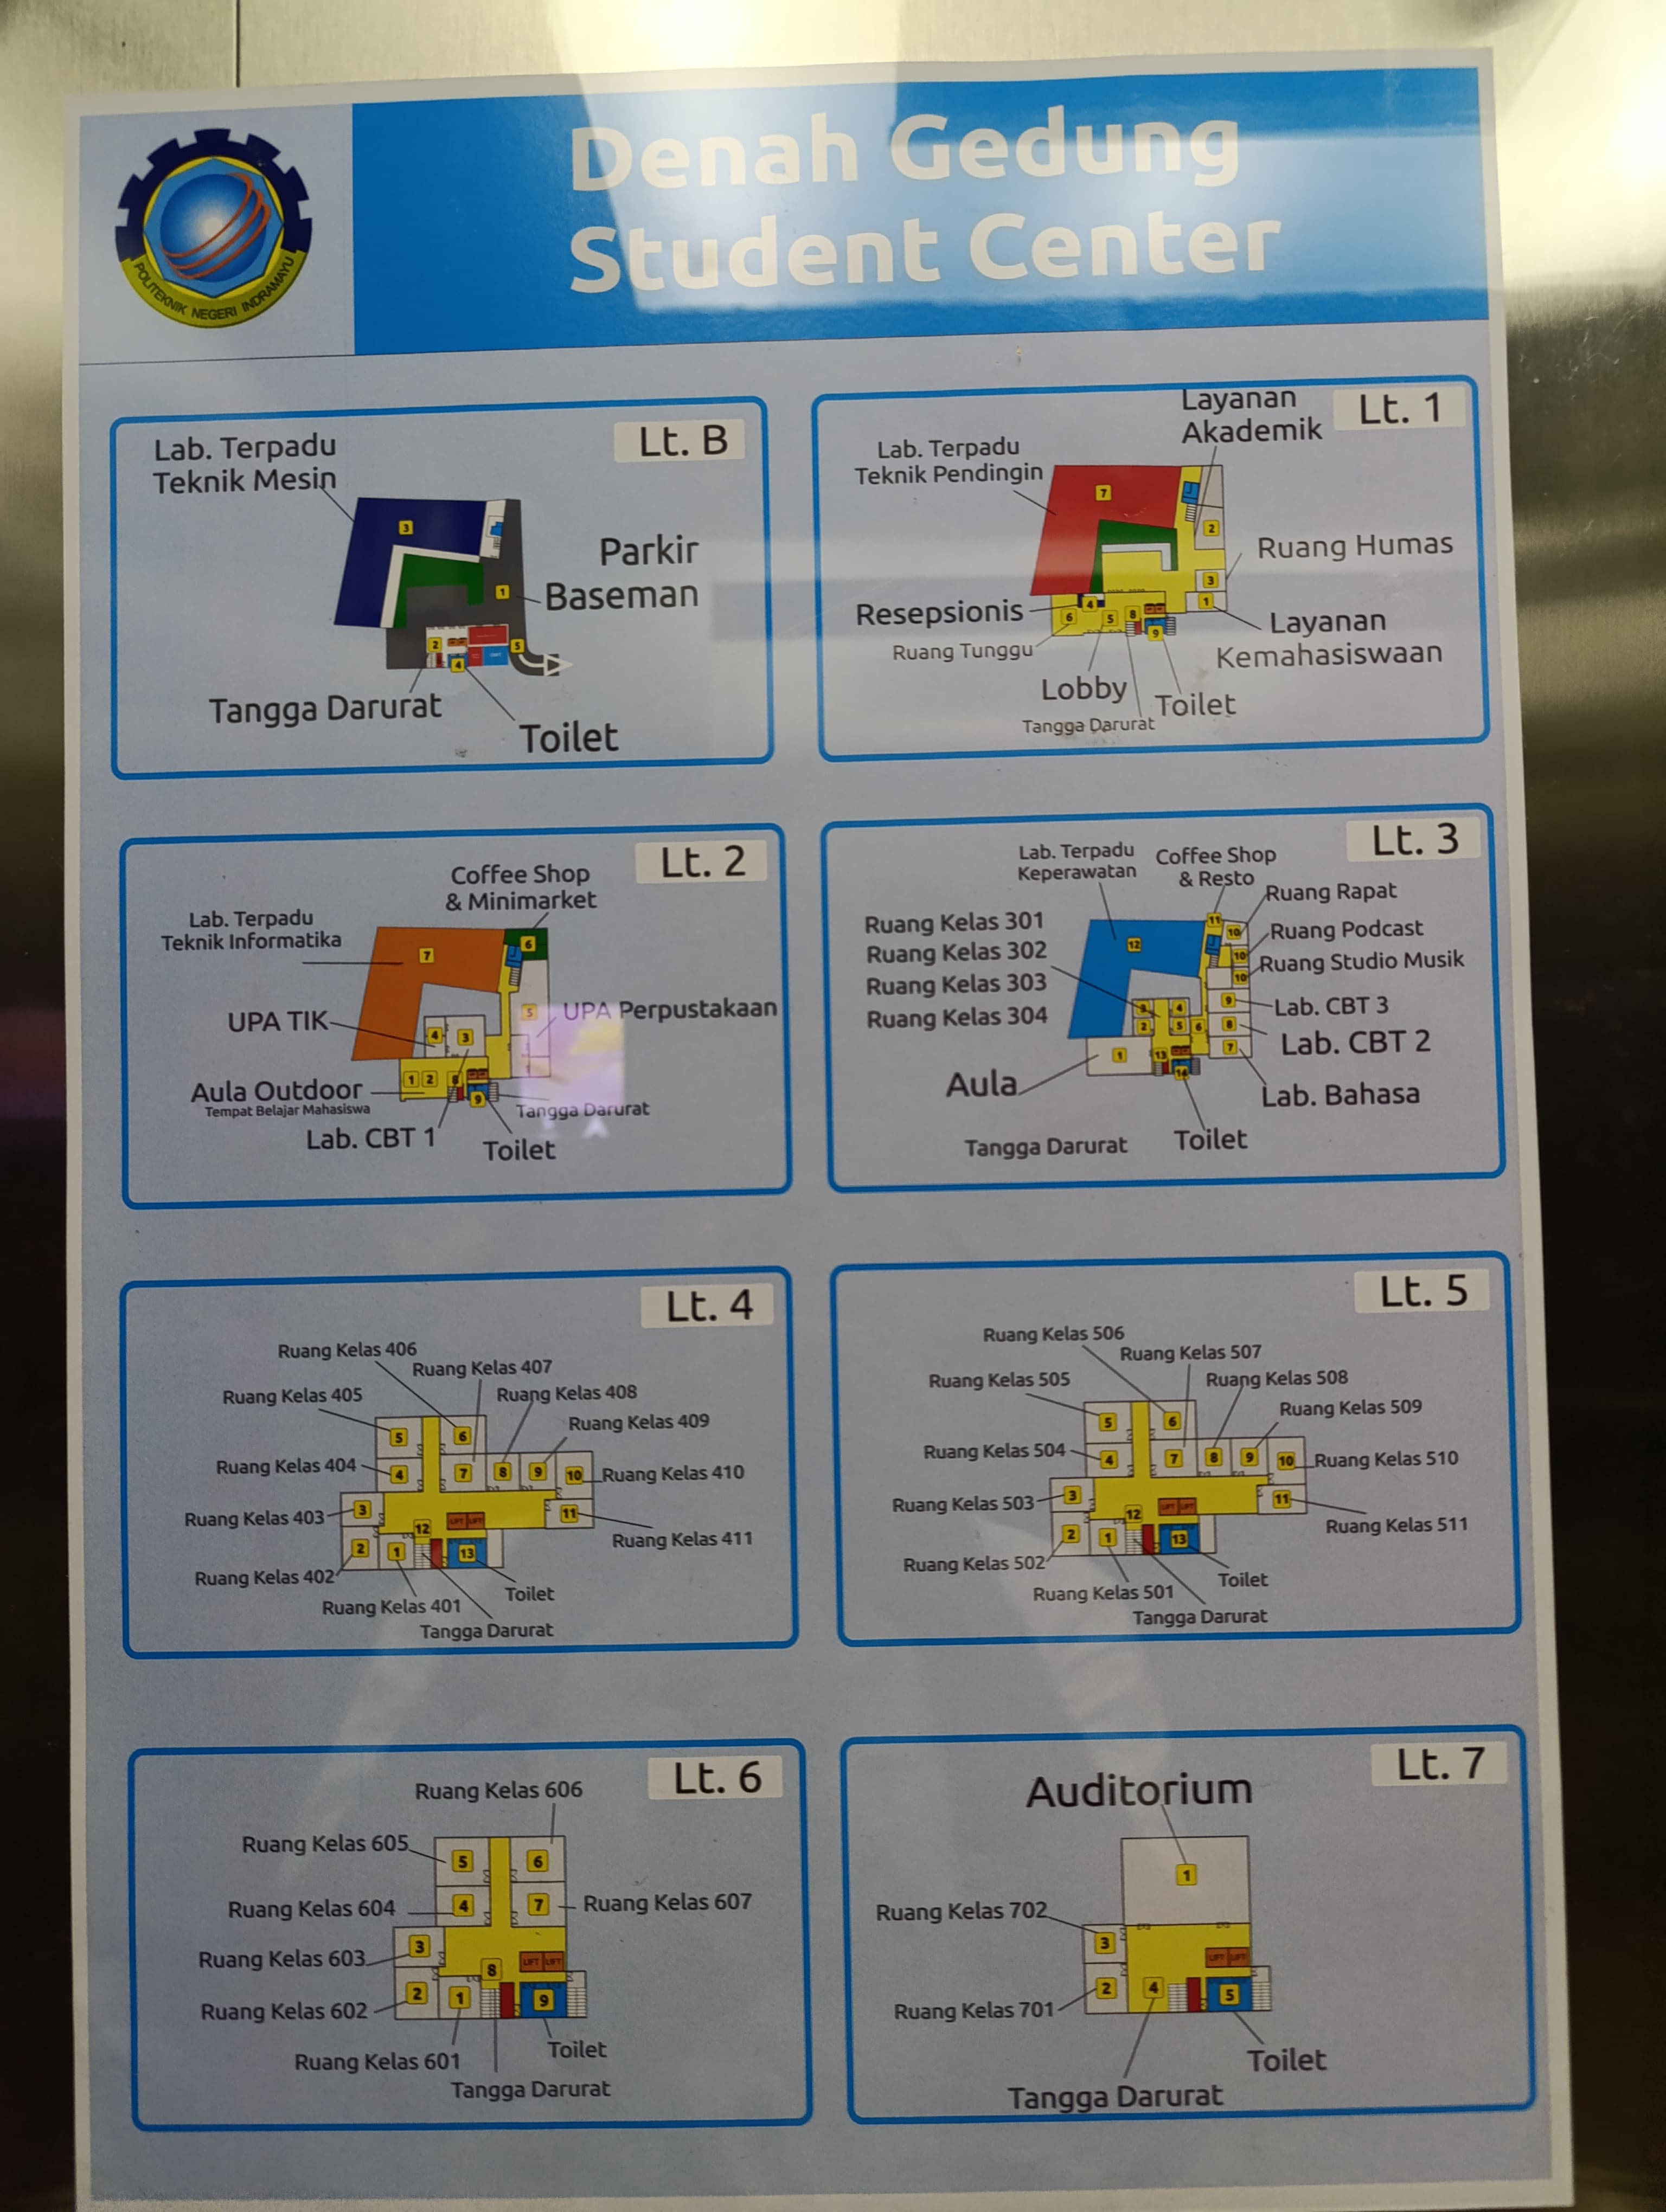 Denah Gedung
Student Center
POLITEKNIK NEGERI INDRAMAYU
Lt. B
Lab. Terpadu
Teknik Mesin
Parkir
Baseman
Tangga Darurat
Toilet
3
1
2
5
4
Lt. 1
Layanan
Akademik
Lab. Terpadu
Teknik Pendingin
Ruang Humas
Resepsionis
Ruang Tunggu
Layanan
Kemahasiswaan
Lobby
Toilet
Tangga Darurat
7
2
3
1
4
6
5
8
9
Lt. 2
Coffee Shop
& Minimarket
Lab. Terpadu
Teknik Informatika
UPA TIK
UPA Perpustakaan
Aula Outdoor
Tempat Belajar Mahasiswa
Tangga Darurat
Lab. CBT 1
Toilet
7
6
5
4
3
1
2
8
9
Lt. 3
Lab. Terpadu
Keperawatan
Coffee Shop
& Resto
Ruang Rapat
Ruang Kelas 301
Ruang Kelas 302
Ruang Kelas 303
Ruang Kelas 304
Ruang Podcast
Ruang Studio Musik
Lab. CBT 3
Lab. CBT 2
Aula
Lab. Bahasa
Tangga Darurat
Toilet
11
12
10
10
10
9
3
4
2
5
6
8
7
1
13
14
Lt. 4
Ruang Kelas 406
Ruang Kelas 407
Ruang Kelas 405
Ruang Kelas 408
Ruang Kelas 409
Ruang Kelas 404
Ruang Kelas 410
Ruang Kelas 403
Ruang Kelas 411
Ruang Kelas 402
Toilet
Ruang Kelas 401
Tangga Darurat
5
6
4
7
8
9
10
3
11
12
LIFT LIFT
2
1
13
Lt. 5
Ruang Kelas 506
Ruang Kelas 507
Ruang Kelas 505
Ruang Kelas 508
Ruang Kelas 509
Ruang Kelas 504
Ruang Kelas 510
Ruang Kelas 503
Ruang Kelas 511
Ruang Kelas 502
Toilet
Ruang Kelas 501
Tangga Darurat
5
6
4
7
8
9
10
3
11
12
LIFT LIFT
2
1
13
Lt. 6
Ruang Kelas 606
Ruang Kelas 605
Ruang Kelas 604
Ruang Kelas 607
Ruang Kelas 603
Ruang Kelas 602
Toilet
Ruang Kelas 601
Tangga Darurat
5
6
4
7
3
8
LIFT LIFT
2
1
9
Lt. 7
Auditorium
Ruang Kelas 702
Ruang Kelas 701
Toilet
Tangga Darurat
1
3
LIFT LIFT
2
4
5